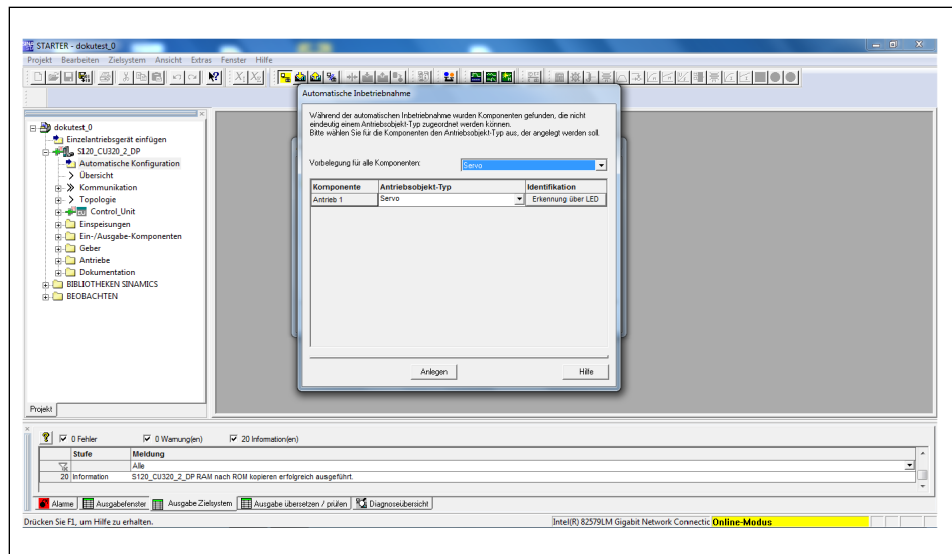 STARTER - dokutest_0
Projekt Bearbeiten Zielsystem Ansicht Extras Fenster Hilfe
Automatische Inbetriebnahme
Während der automatischen Inbetriebnahme wurden Komponenten gefunden, die nicht
eindeutig einem Antriebsobjekt-Typ zugeordnet werden können.
Bitte wählen Sie für die Komponenten den Antriebsobjekt-Typ aus, der angelegt werden soll.
Vorbelegung für alle Komponenten: Servo
Komponente Antriebsobjekt-Typ Identifikation
Antrieb 1 Servo Erkennung über LED
Anlegen Hilfe
dokutest_0
Einzelantriebsgerät einfügen
S120_CU320_2_DP
Automatische Konfiguration
Übersicht
Kommunikation
Topologie
Control_Unit
Einspeisungen
Ein-/Ausgabe-Komponenten
Geber
Antriebe
Dokumentation
BIBLIOTHEKEN SINAMICS
BEOBACHTEN
Projekt
0 Fehler 0 Warnung(en) 20 Information(en)
Stufe Meldung
Alle
20 Information S120_CU320_2_DP RAM nach ROM kopieren erfolgreich ausgeführt.
Alarme Ausgabefenster Ausgabe Zielsystem Ausgabe übersetzen / prüfen Diagnoseübersicht
Drücken Sie F1, um Hilfe zu erhalten. Intel(R) 82579LM Gigabit Network Connectic Online-Modus